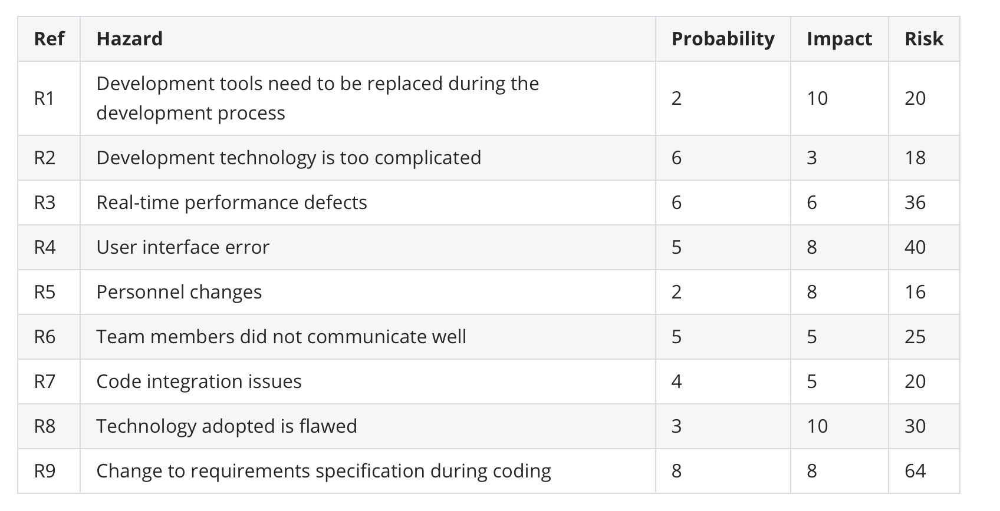 Ref Hazard Probability Impact Risk
R1 Development tools need to be replaced during the
development process 2 10 20
R2 Development technology is too complicated 6 3 18
R3 Real-time performance defects 6 6 36
R4 User interface error 5 8 40
R5 Personnel changes 2 8 16
R6 Team members did not communicate well 5 5 25
R7 Code integration issues 4 5 20
R8 Technology adopted is flawed 3 10 30
R9 Change to requirements specification during coding 8 8 64